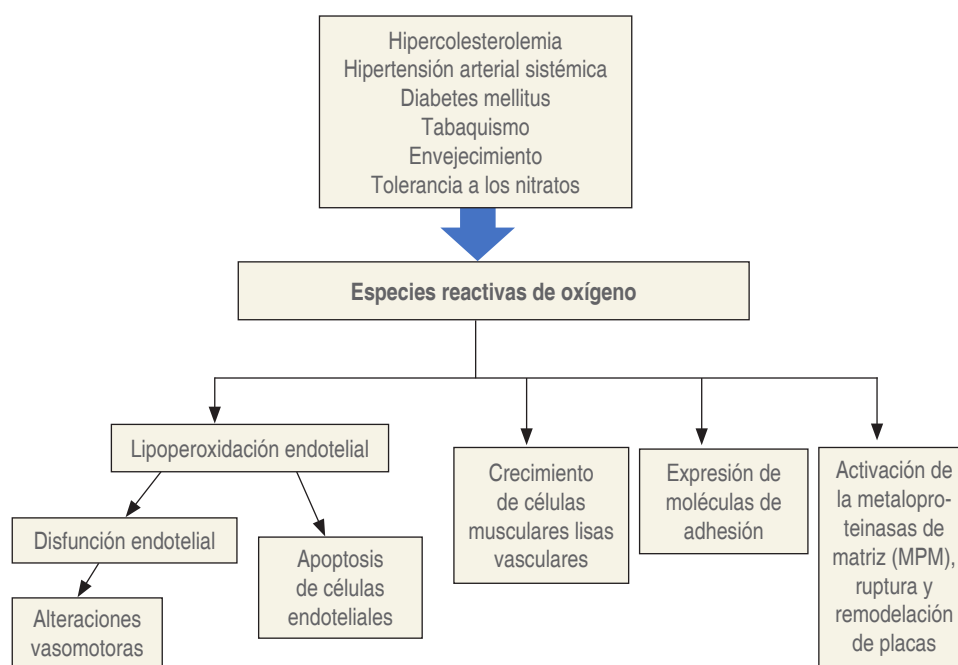 Hipercolesterolemia
Hipertensión arterial sistémica
Diabetes mellitus
Tabaquismo
Envejecimiento
Tolerancia a los nitratos
Especies reactivas de oxígeno
Lipoperoxidación endotelial
Disfunción endotelial
Alteraciones
vasomotoras
Apoptosis
de células
endoteliales
Crecimiento
de células
musculares lisas
vasculares
Expresión de
moléculas de
adhesión
Activación de
la metalopro-
teinasas de
matriz (MPM),
ruptura y
remodelación
de placas